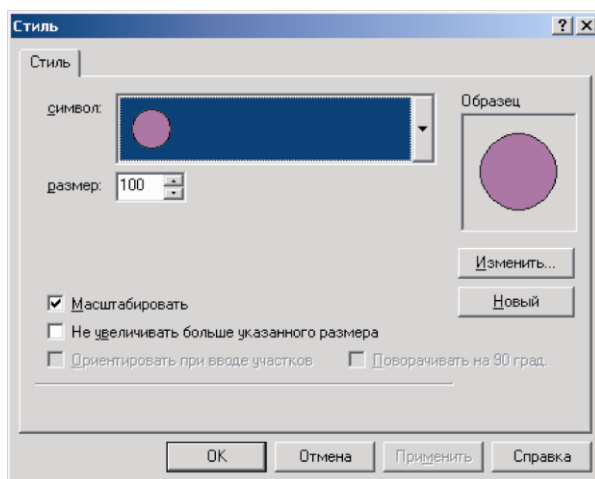 Стиль
Стиль
символ:
Образец
размер: 100
Изменить...
Новый
Масштабировать
Не увеличивать больше указанного размера
Ориентировать при вводе участков Поворачивать на 90 град.
OK Отмена Применить Справка